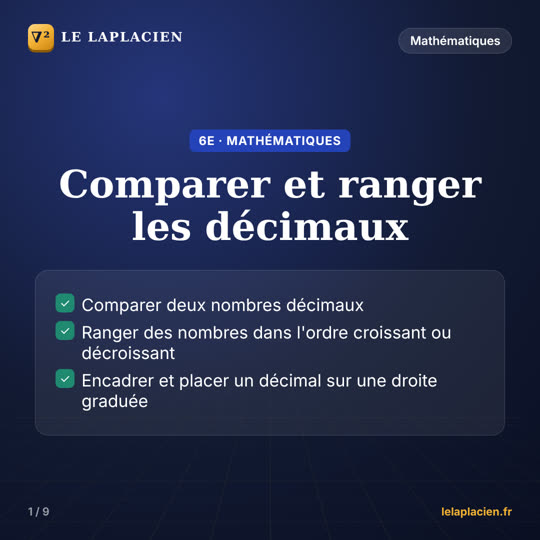 ∇² LE LAPLACIEN
Mathématiques
6E · MATHÉMATIQUES
Comparer et ranger
les décimaux
Comparer deux nombres décimaux
Ranger des nombres dans l'ordre croissant ou
décroissant
Encadrer et placer un décimal sur une droite
graduée
1 / 9
lelaplacien.fr